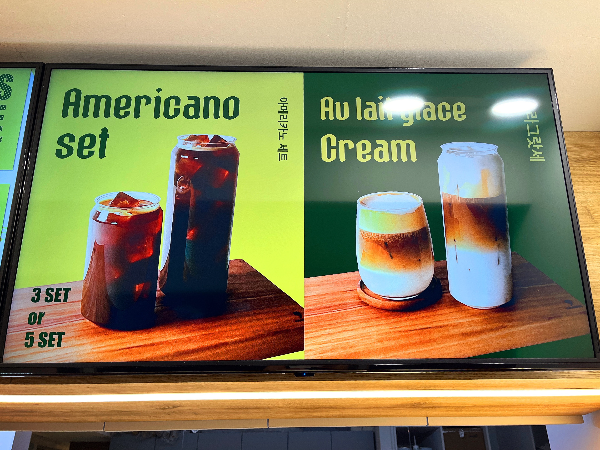 Americano
set
아메리카노 세트
3 SET
or
5 SET
Au lait glace
Cream